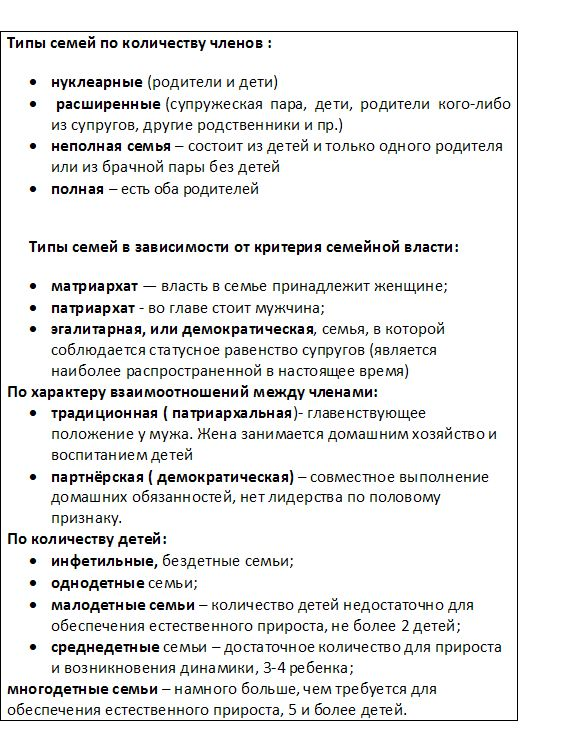 Типы семей по количеству членов :
• нуклеарные (родители и дети)
• расширенные (супружеская пара, дети, родители кого-либо
из супругов, другие родственники и пр.)
• неполная семья – состоит из детей и только одного родителя
или из брачной пары без детей
• полная – есть оба родителей
Типы семей в зависимости от критерия семейной власти:
• матриархат — власть в семье принадлежит женщине;
• патриархат - во главе стоит мужчина;
• эгалитарная, или демократическая, семья, в которой
соблюдается статусное равенство супругов (является
наиболее распространенной в настоящее время)
По характеру взаимоотношений между членами:
• традиционная ( патриархальная)- главенствующее
положение у мужа. Жена занимается домашним хозяйство и
воспитанием детей
• партнёрская ( демократическая) – совместное выполнение
домашних обязанностей, нет лидерства по половому
признаку.
По количеству детей:
• инфетильные, бездетные семьи;
• однодетные семьи;
• малодетные семьи – количество детей недостаточно для
обеспечения естественного прироста, не более 2 детей;
• среднедетные семьи – достаточное количество для прироста
и возникновения динамики, 3-4 ребенка;
многодетные семьи – намного больше, чем требуется для
обеспечения естественного прироста, 5 и более детей.